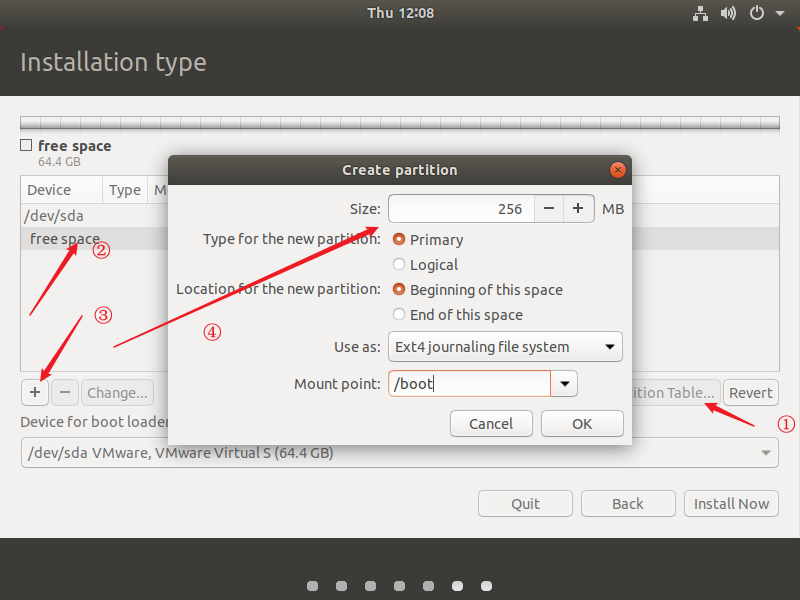 Thu 12:08
Installation type
free space
64.4 GB
Device Type M
/dev/sda
free space
②
③
④
①
Create partition
Size: 256 MB
Type for the new partition: Primary
Logical
Location for the new partition: Beginning of this space
End of this space
Use as: Ext4 journaling file system
Mount point: /boot
Cancel OK
+ − Change... ition Table... Revert
Device for boot loader
/dev/sda VMware, VMware Virtual S (64.4 GB)
Quit Back Install Now